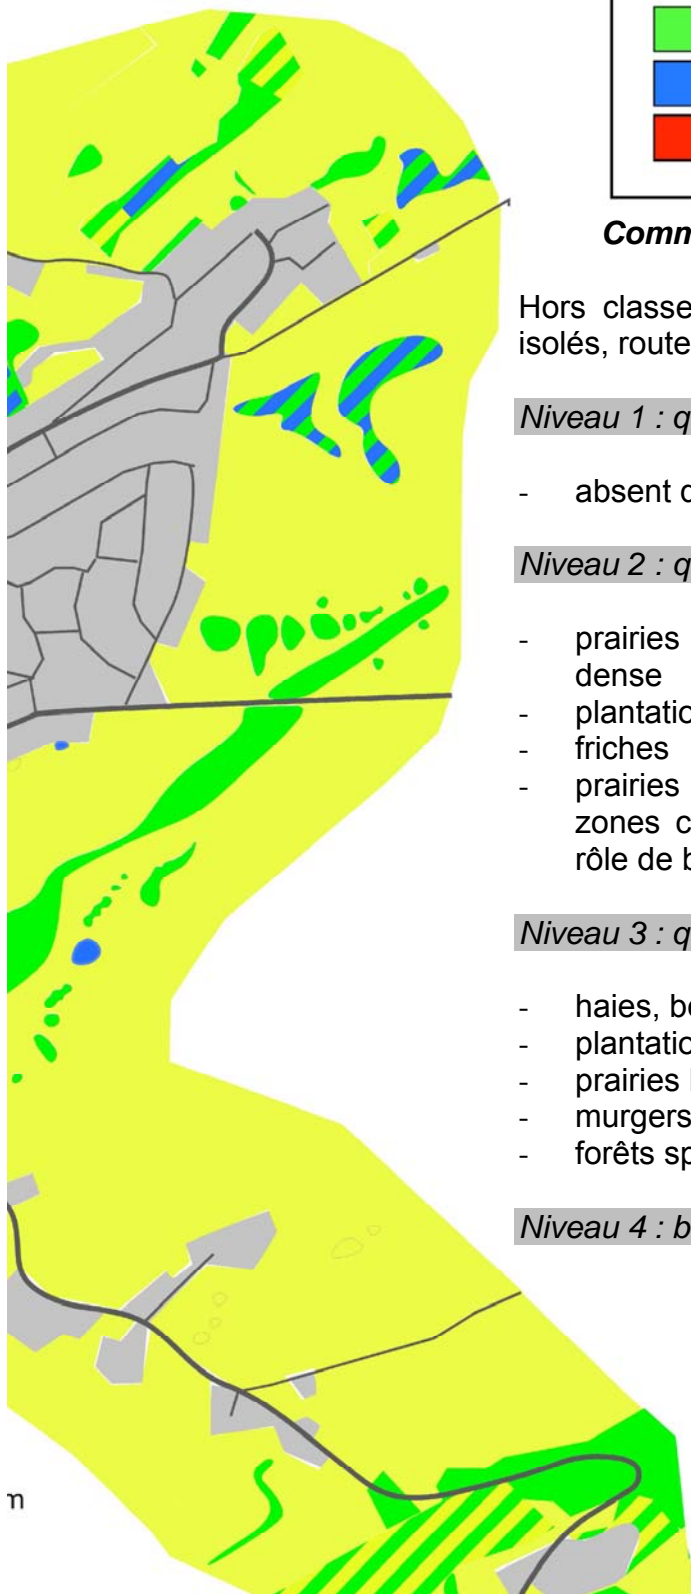 Comm
Hors classe
isolés, route
Niveau 1 : q
- absent d
Niveau 2 : q
- prairies
dense
- plantatio
- friches
- prairies
zones c
rôle de b
Niveau 3 : q
- haies, bo
- plantatio
- prairies
- murgers
- forêts sp
Niveau 4 : b
m